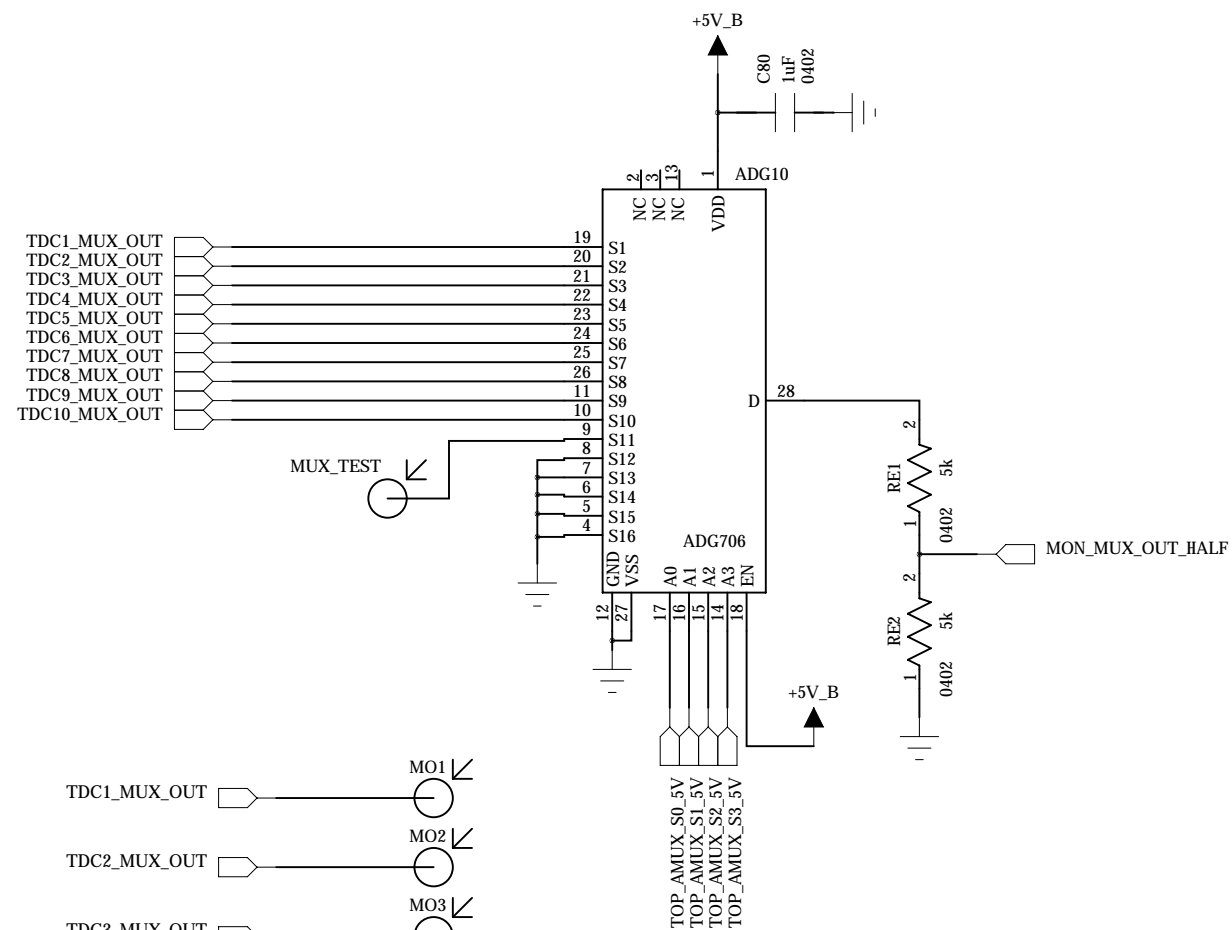 +5V_B
C80
1uF
0402
ADG10
2
3
13
1
NC
NC
NC
VDD
TDC1_MUX_OUT
19
S1
TDC2_MUX_OUT
20
S2
TDC3_MUX_OUT
21
S3
TDC4_MUX_OUT
22
S4
TDC5_MUX_OUT
23
S5
TDC6_MUX_OUT
24
S6
TDC7_MUX_OUT
25
S7
TDC8_MUX_OUT
26
S8
TDC9_MUX_OUT
11
S9
D
28
TDC10_MUX_OUT
10
S10
9
S11
MUX_TEST
8
S12
7
S13
6
S14
5
S15
4
S16
2
RE1
5k
1
0402
ADG706
MON_MUX_OUT_HALF
GND
VSS
A0
A1
A2
A3
EN
12
27
17
16
15
14
18
2
RE2
5k
1
0402
+5V_B
TOP_AMUX_S0_5V
TOP_AMUX_S1_5V
TOP_AMUX_S2_5V
TOP_AMUX_S3_5V
MO1
TDC1_MUX_OUT
MO2
TDC2_MUX_OUT
MO3
TDC3_MUX_OUT